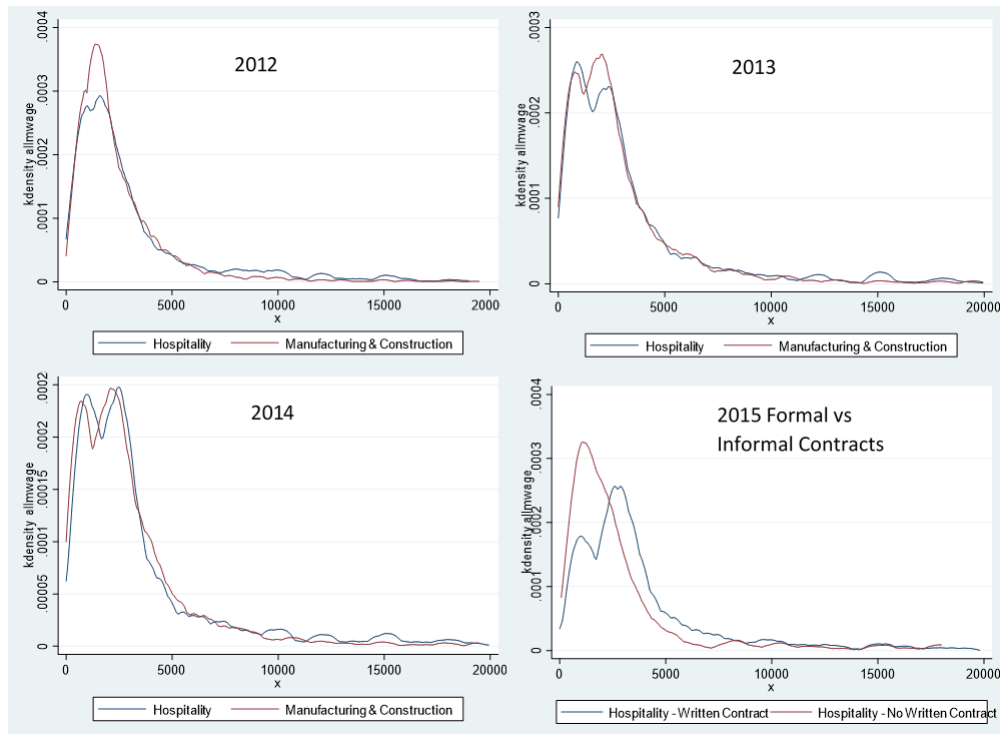 2012
kdensity allmwage
0 .0001 .0002 .0003 .0004
0 5000 10000 15000 20000
x
Hospitality Manufacturing & Construction
2013
kdensity allmwage
0 .0001 .0002 .0003
0 5000 10000 15000 20000
x
Hospitality Manufacturing & Construction
2014
kdensity allmwage
0 .00005 .0001 .00015 .0002
0 5000 10000 15000 20000
x
Hospitality Manufacturing & Construction
2015 Formal vs
Informal Contracts
kdensity allmwage
0 .0001 .0002 .0003 .0004
0 5000 10000 15000 20000
x
Hospitality - Written Contract Hospitality - No Written Contract